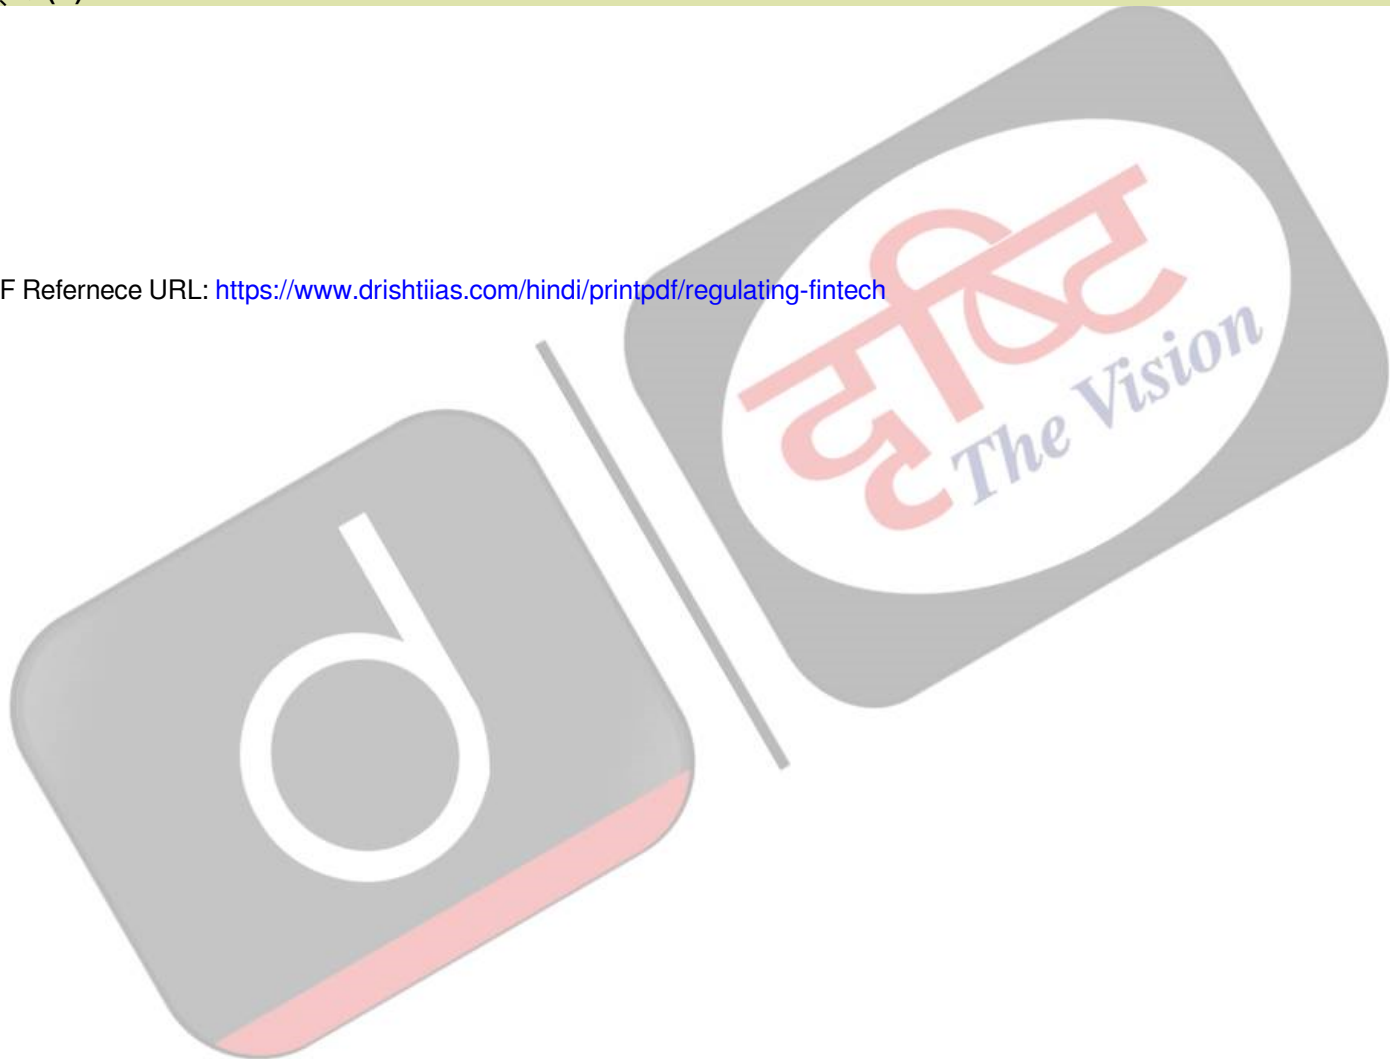 F Refernece URL: https://www.drishtiias.com/hindi/printpdf/regulating-fintech
दृष्टि
The Vision
d